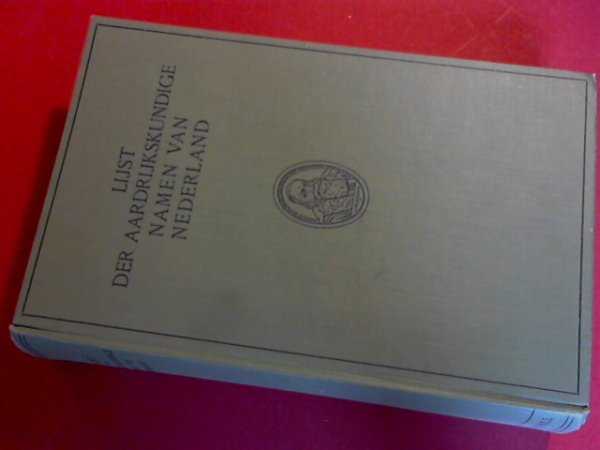 LIJST
DER AARDRIJKSKUNDIGE
NAMEN VAN
NEDERLAND